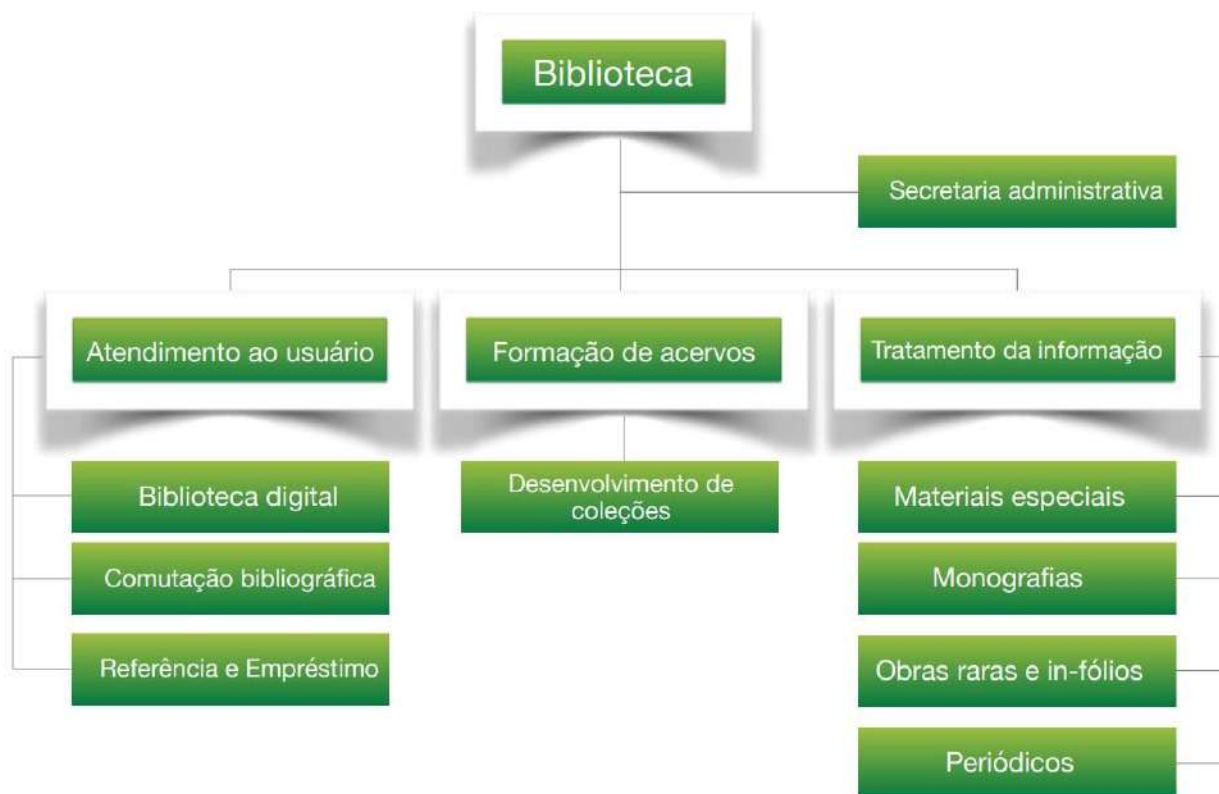 Biblioteca
Secretaria administrativa
Atendimento ao usuário
Formação de acervos
Tratamento da informação
Biblioteca digital
Desenvolvimento de
coleções
Materiais especiais
Comutação bibliográfica
Monografias
Referência e Empréstimo
Obras raras e in-fólios
Periódicos